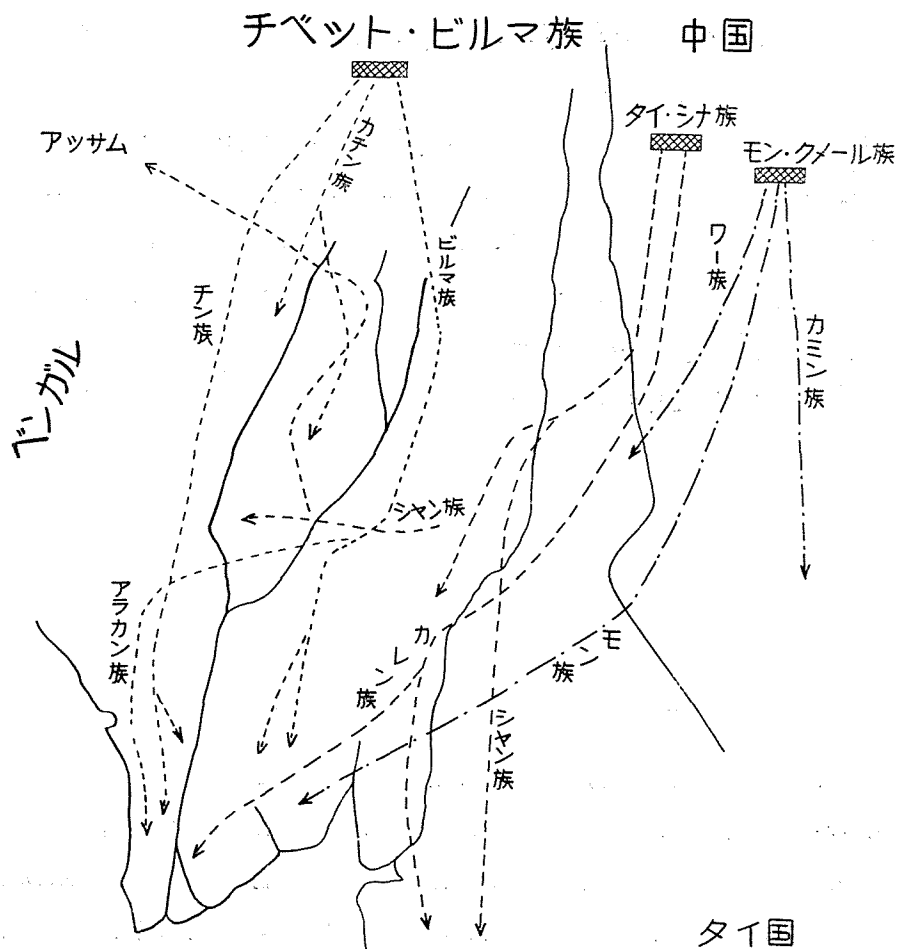 チベット・ビルマ族
中国
タイ・シナ族
アッサム
モン・クメール族
カチン族
ビルマ族
ワー族
チン族
カミン族
ベンガル
シャン族
アラカン族
カレン族
モン族
シャン族
タイ国